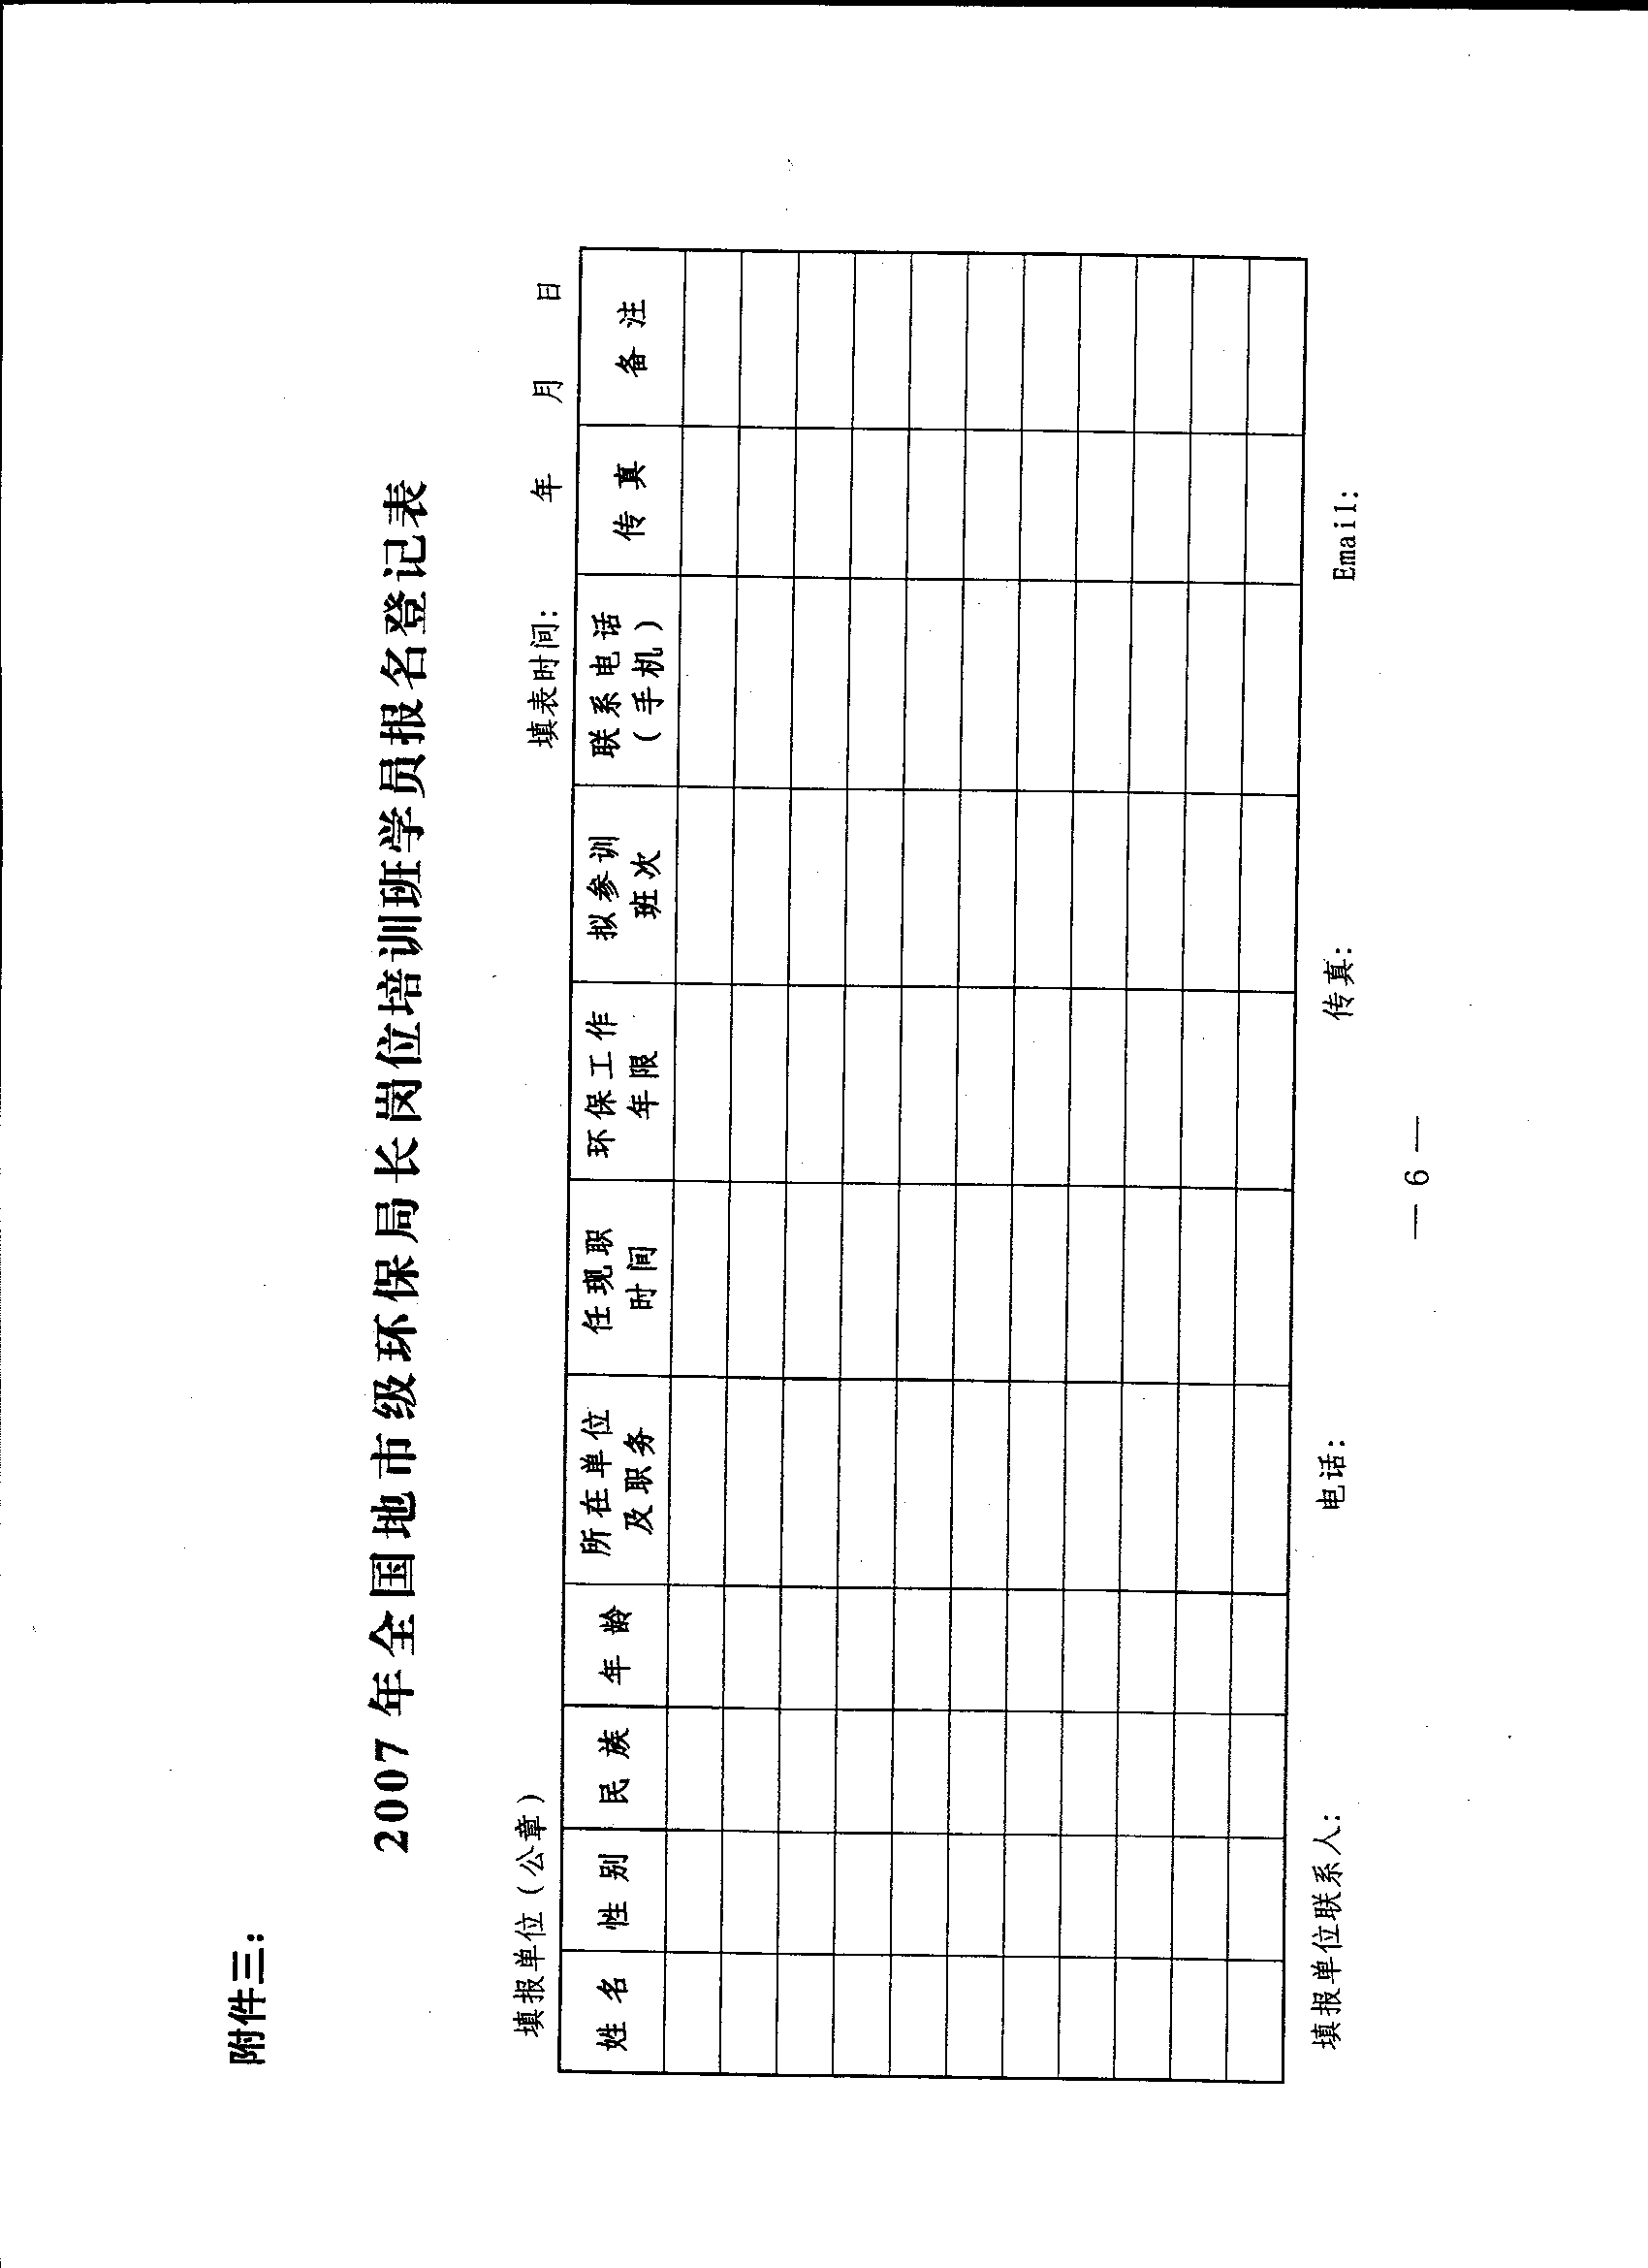 附件三:
2007年全国地市级环保局长岗位培训班学员报名登记表
填报单位（公章） 填表时间: 年 月 日
姓名 性别 民族 年龄 所在单位及职务 任现职时间 环保工作年限 拟参训班次 联系电话（手机） 传真 备注
填报单位联系人: 电话: 传真: Email:
— 6 —